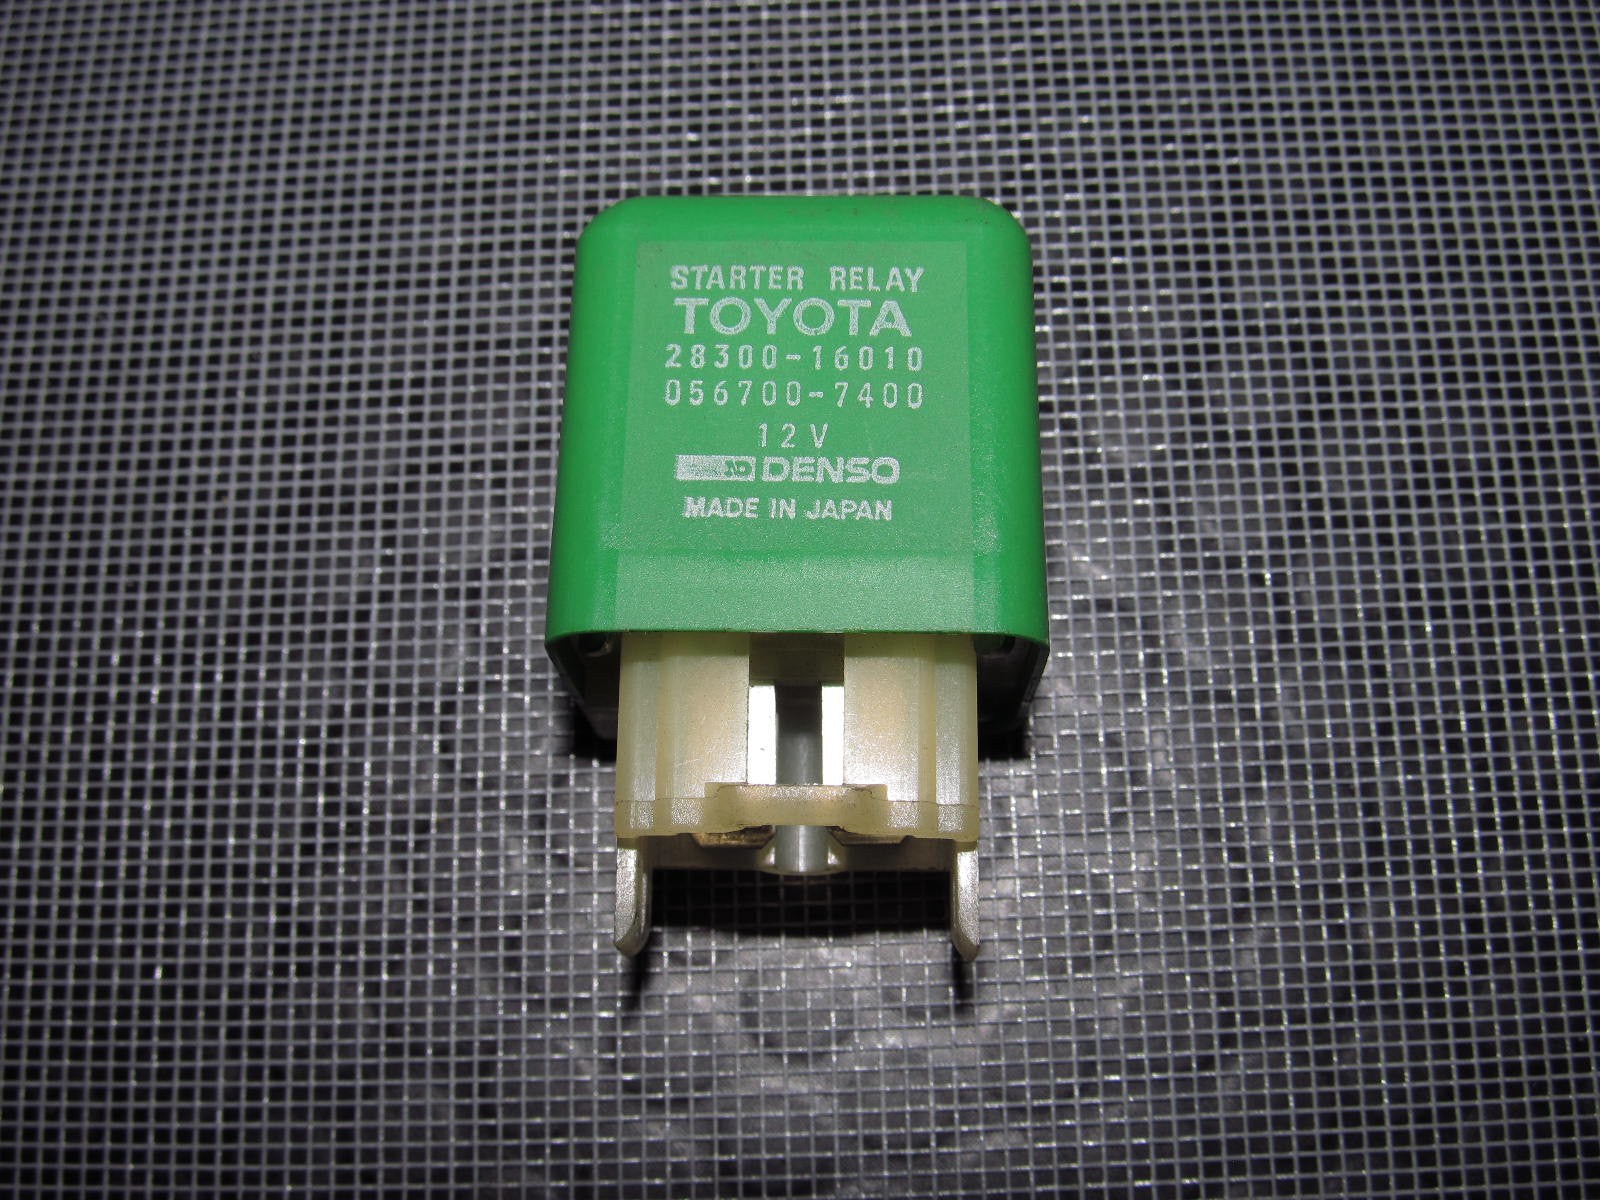 STARTER RELAY
TOYOTA
28300-16010
056700-7400
12V
DENSO
MADE IN JAPAN